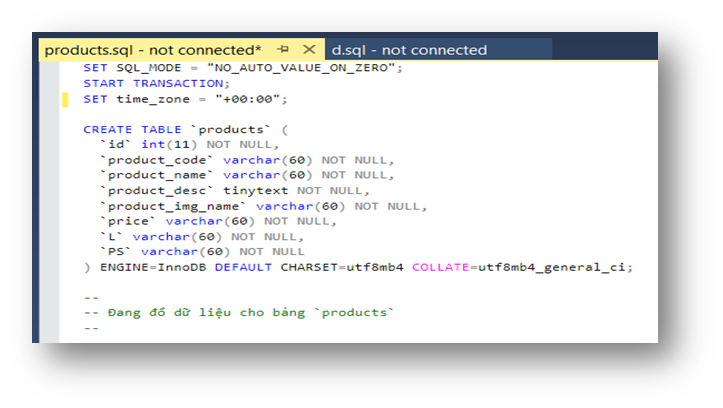 products.sql - not connected*
d.sql - not connected
SET SQL_MODE = "NO_AUTO_VALUE_ON_ZERO";
START TRANSACTION;
SET time_zone = "+00:00";
CREATE TABLE `products` (
`id` int(11) NOT NULL,
`product_code` varchar(60) NOT NULL,
`product_name` varchar(60) NOT NULL,
`product_desc` tinytext NOT NULL,
`product_img_name` varchar(60) NOT NULL,
`price` varchar(60) NOT NULL,
`L` varchar(60) NOT NULL,
`PS` varchar(60) NOT NULL
) ENGINE=InnoDB DEFAULT CHARSET=utf8mb4 COLLATE=utf8mb4_general_ci;
--
-- Đang đổ dữ liệu cho bảng `products`
--